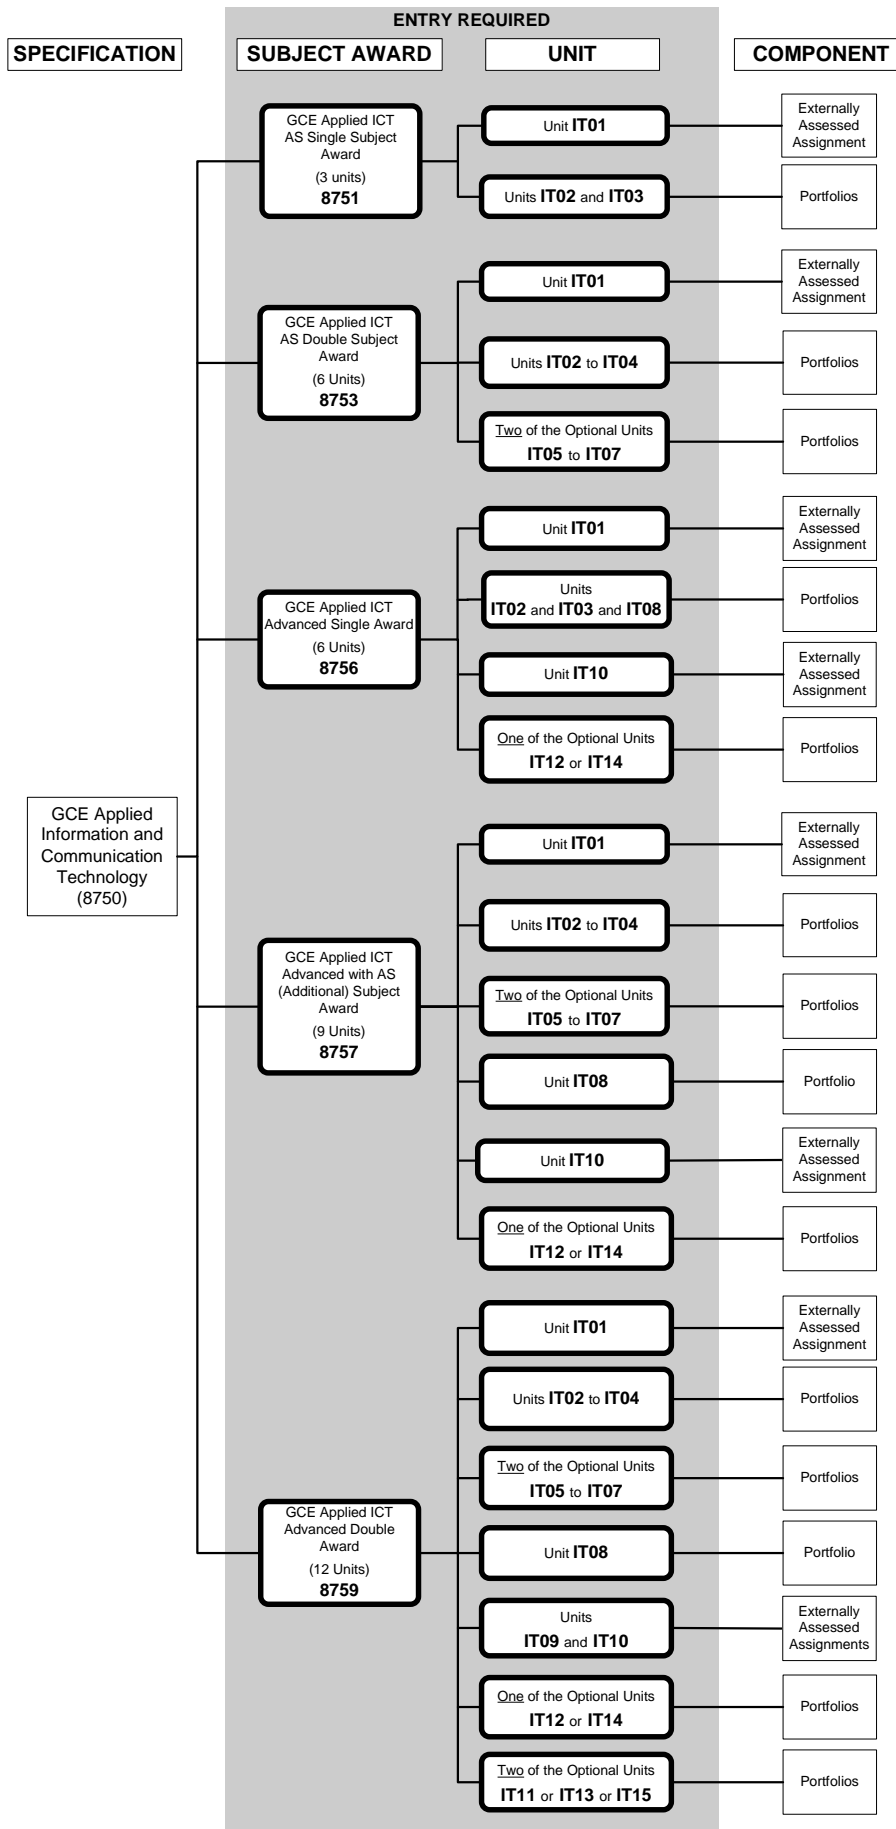 ENTRY REQUIRED
SPECIFICATION
SUBJECT AWARD
UNIT
COMPONENT
GCE Applied
Information and
Communication
Technology
(8750)
GCE Applied ICT
AS Single Subject
Award
(3 units)
8751
Unit IT01
Externally
Assessed
Assignment
Units IT02 and IT03
Portfolios
GCE Applied ICT
AS Double Subject
Award
(6 Units)
8753
Unit IT01
Externally
Assessed
Assignment
Units IT02 to IT04
Portfolios
Two of the Optional Units
IT05 to IT07
Portfolios
GCE Applied ICT
Advanced Single Award
(6 Units)
8756
Unit IT01
Externally
Assessed
Assignment
Units
IT02 and IT03 and IT08
Portfolios
Unit IT10
Externally
Assessed
Assignment
One of the Optional Units
IT12 or IT14
Portfolios
GCE Applied ICT
Advanced with AS
(Additional) Subject
Award
(9 Units)
8757
Unit IT01
Externally
Assessed
Assignment
Units IT02 to IT04
Portfolios
Two of the Optional Units
IT05 to IT07
Portfolios
Unit IT08
Portfolio
Unit IT10
Externally
Assessed
Assignment
One of the Optional Units
IT12 or IT14
Portfolios
GCE Applied ICT
Advanced Double
Award
(12 Units)
8759
Unit IT01
Externally
Assessed
Assignment
Units IT02 to IT04
Portfolios
Two of the Optional Units
IT05 to IT07
Portfolios
Unit IT08
Portfolio
Units
IT09 and IT10
Externally
Assessed
Assignments
One of the Optional Units
IT12 or IT14
Portfolios
Two of the Optional Units
IT11 or IT13 or IT15
Portfolios